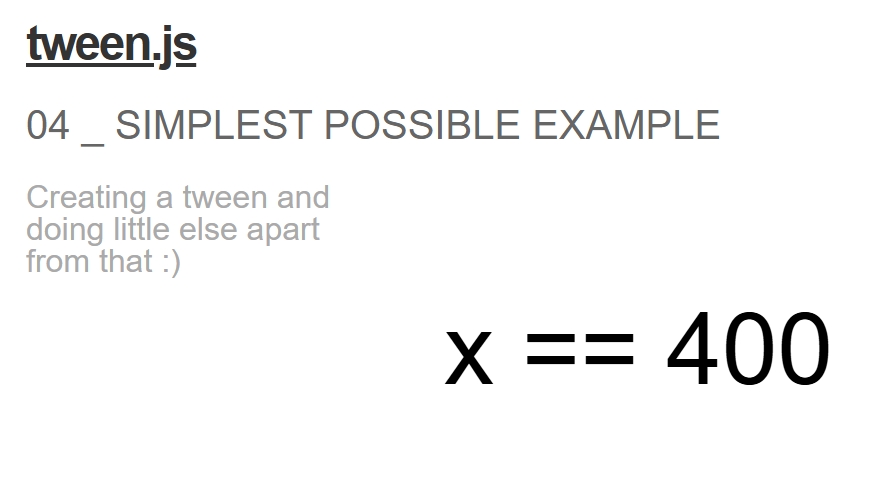 tween.js
04 _ SIMPLEST POSSIBLE EXAMPLE
Creating a tween and
doing little else apart
from that :)
x == 400